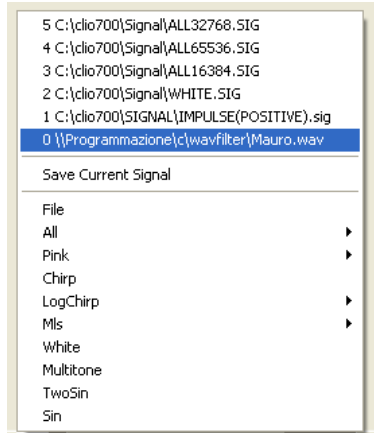 5 C:\clio700\Signal\ALL32768.SIG
4 C:\clio700\Signal\ALL65536.SIG
3 C:\clio700\Signal\ALL16384.SIG
2 C:\clio700\Signal\WHITE.SIG
1 C:\clio700\SIGNAL\IMPULSE(POSITIVE).sig
0 \\Programmazione\c\wavfilter\Mauro.wav
Save Current Signal
File
All
Pink
Chirp
LogChirp
Mls
White
Multitone
TwoSin
Sin